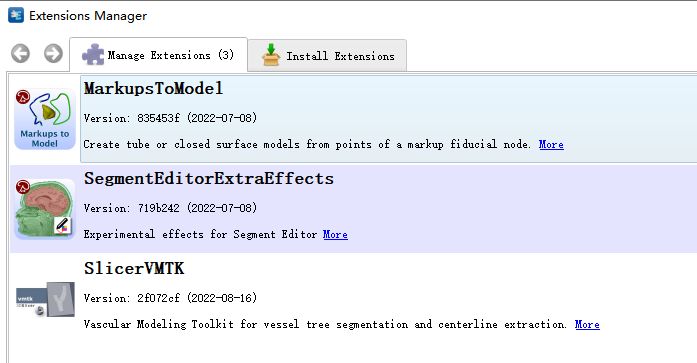 Extensions Manager
Manage Extensions (3)
Install Extensions
MarkupsToModel
Version: 835453f (2022-07-08)
Markups to
Model
Create tube or closed surface models from points of a markup fiducial node. More
SegmentEditorExtraEffects
Version: 719b242 (2022-07-08)
Experimental effects for Segment Editor More
SlicerVMTK
vmtk
Version: 2f072cf (2022-08-16)
Vascular Modeling Toolkit for vessel tree segmentation and centerline extraction. More